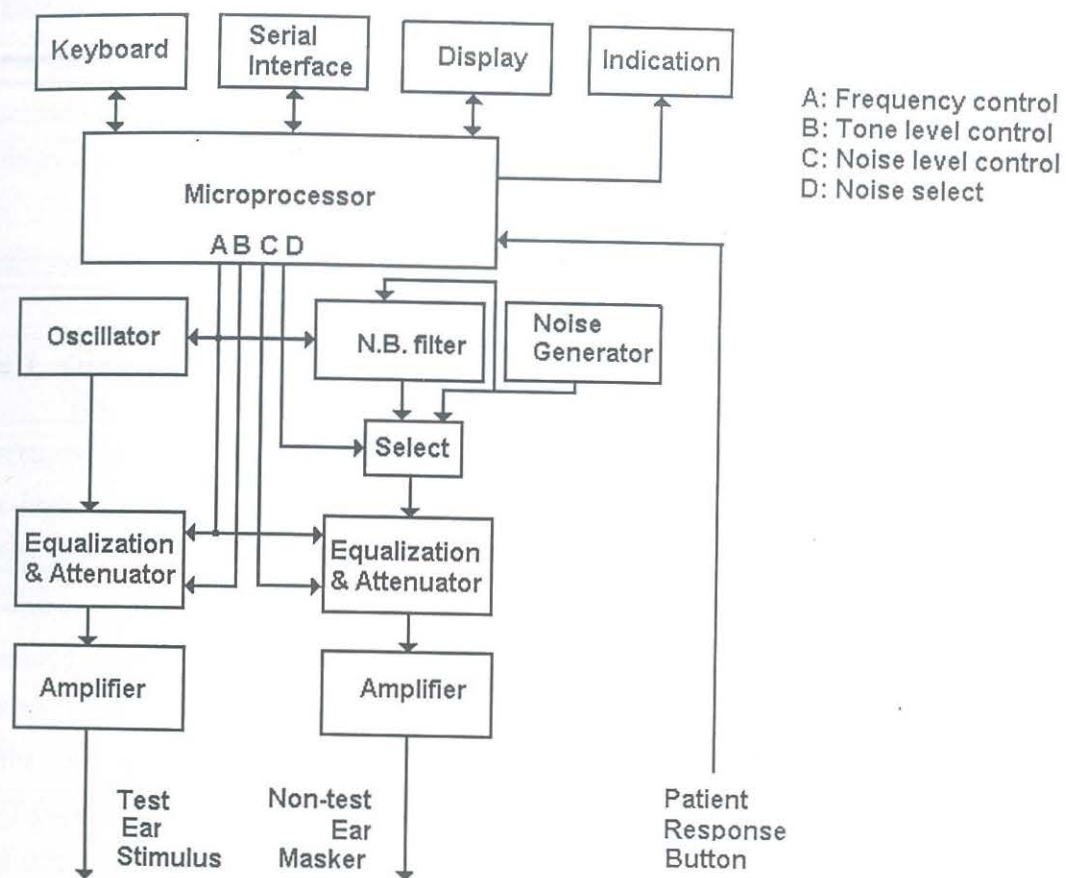 Keyboard
Serial
Interface
Display
Indication
A: Frequency control
B: Tone level control
C: Noise level control
D: Noise select
Microprocessor
A B C D
Oscillator
N.B. filter
Noise
Generator
Select
Equalization
& Attenuator
Equalization
& Attenuator
Amplifier
Amplifier
Test
Ear
Stimulus
Non-test
Ear
Masker
Patient
Response
Button